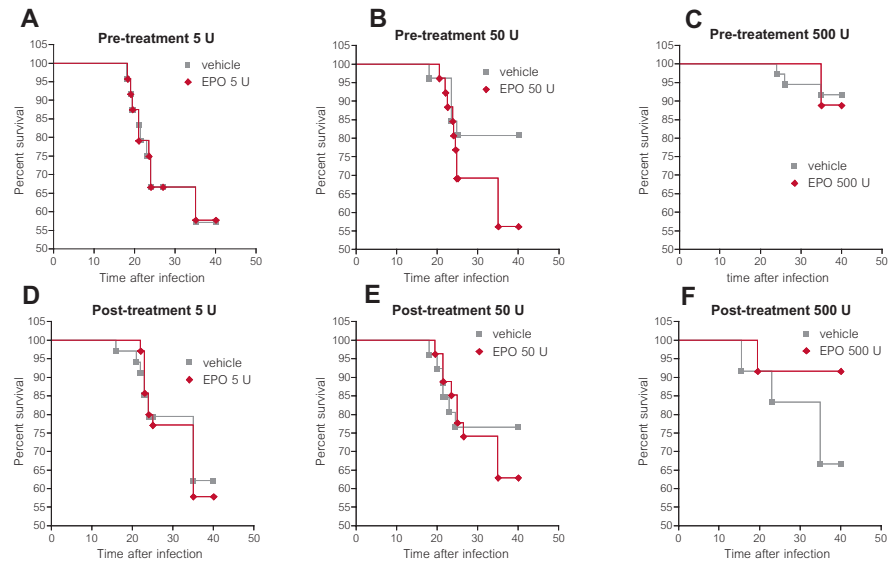 A
Pre-treatment 5 U
105
100
95
90
85
80
75
70
65
60
55
50
Percent survival
vehicle
EPO 5 U
0 10 20 30 40 50
Time after infection
B
Pre-treatment 50 U
105
100
95
90
85
80
75
70
65
60
55
50
Percent survival
vehicle
EPO 50 U
0 10 20 30 40 50
Time after infection
C
Pre-treatement 500 U
105
100
95
90
85
80
75
70
65
60
55
50
Percent survival
vehicle
EPO 500 U
0 10 20 30 40 50
time after infection
D
Post-treatment 5 U
105
100
95
90
85
80
75
70
65
60
55
50
Percent survival
vehicle
EPO 5 U
0 10 20 30 40 50
Time after infection
E
Post-treatment 50 U
105
100
95
90
85
80
75
70
65
60
55
50
Percent survival
vehicle
EPO 50 U
0 10 20 30 40 50
Time after infection
F
Post-treatment 500 U
105
100
95
90
85
80
75
70
65
60
55
50
Percent survival
vehicle
EPO 500 U
0 10 20 30 40 50
Time after infection